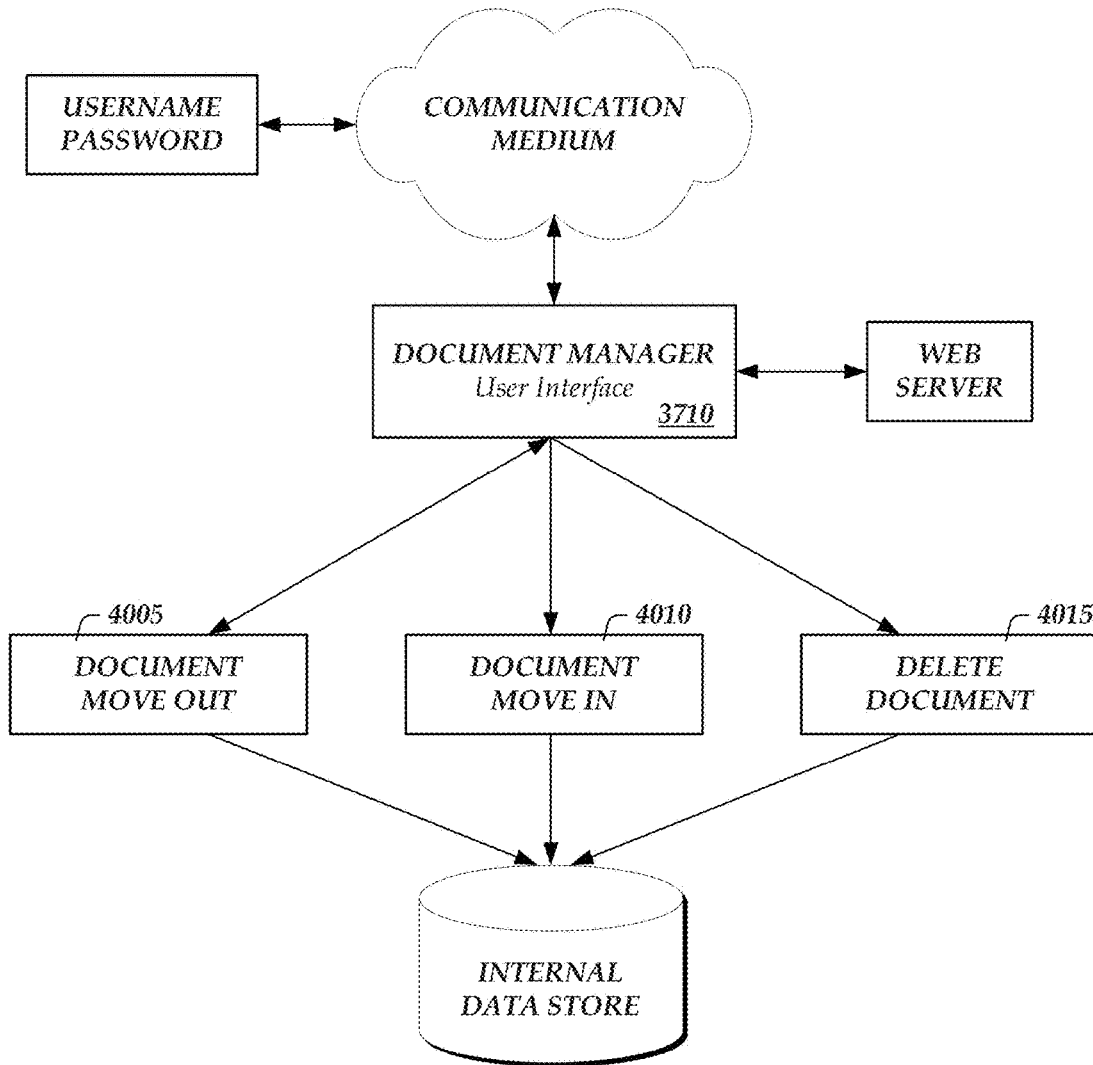 USERNAME
PASSWORD
COMMUNICATION
MEDIUM
DOCUMENT MANAGER
User Interface
3710
WEB
SERVER
4005
DOCUMENT
MOVE OUT
4010
DOCUMENT
MOVE IN
4015
DELETE
DOCUMENT
INTERNAL
DATA STORE